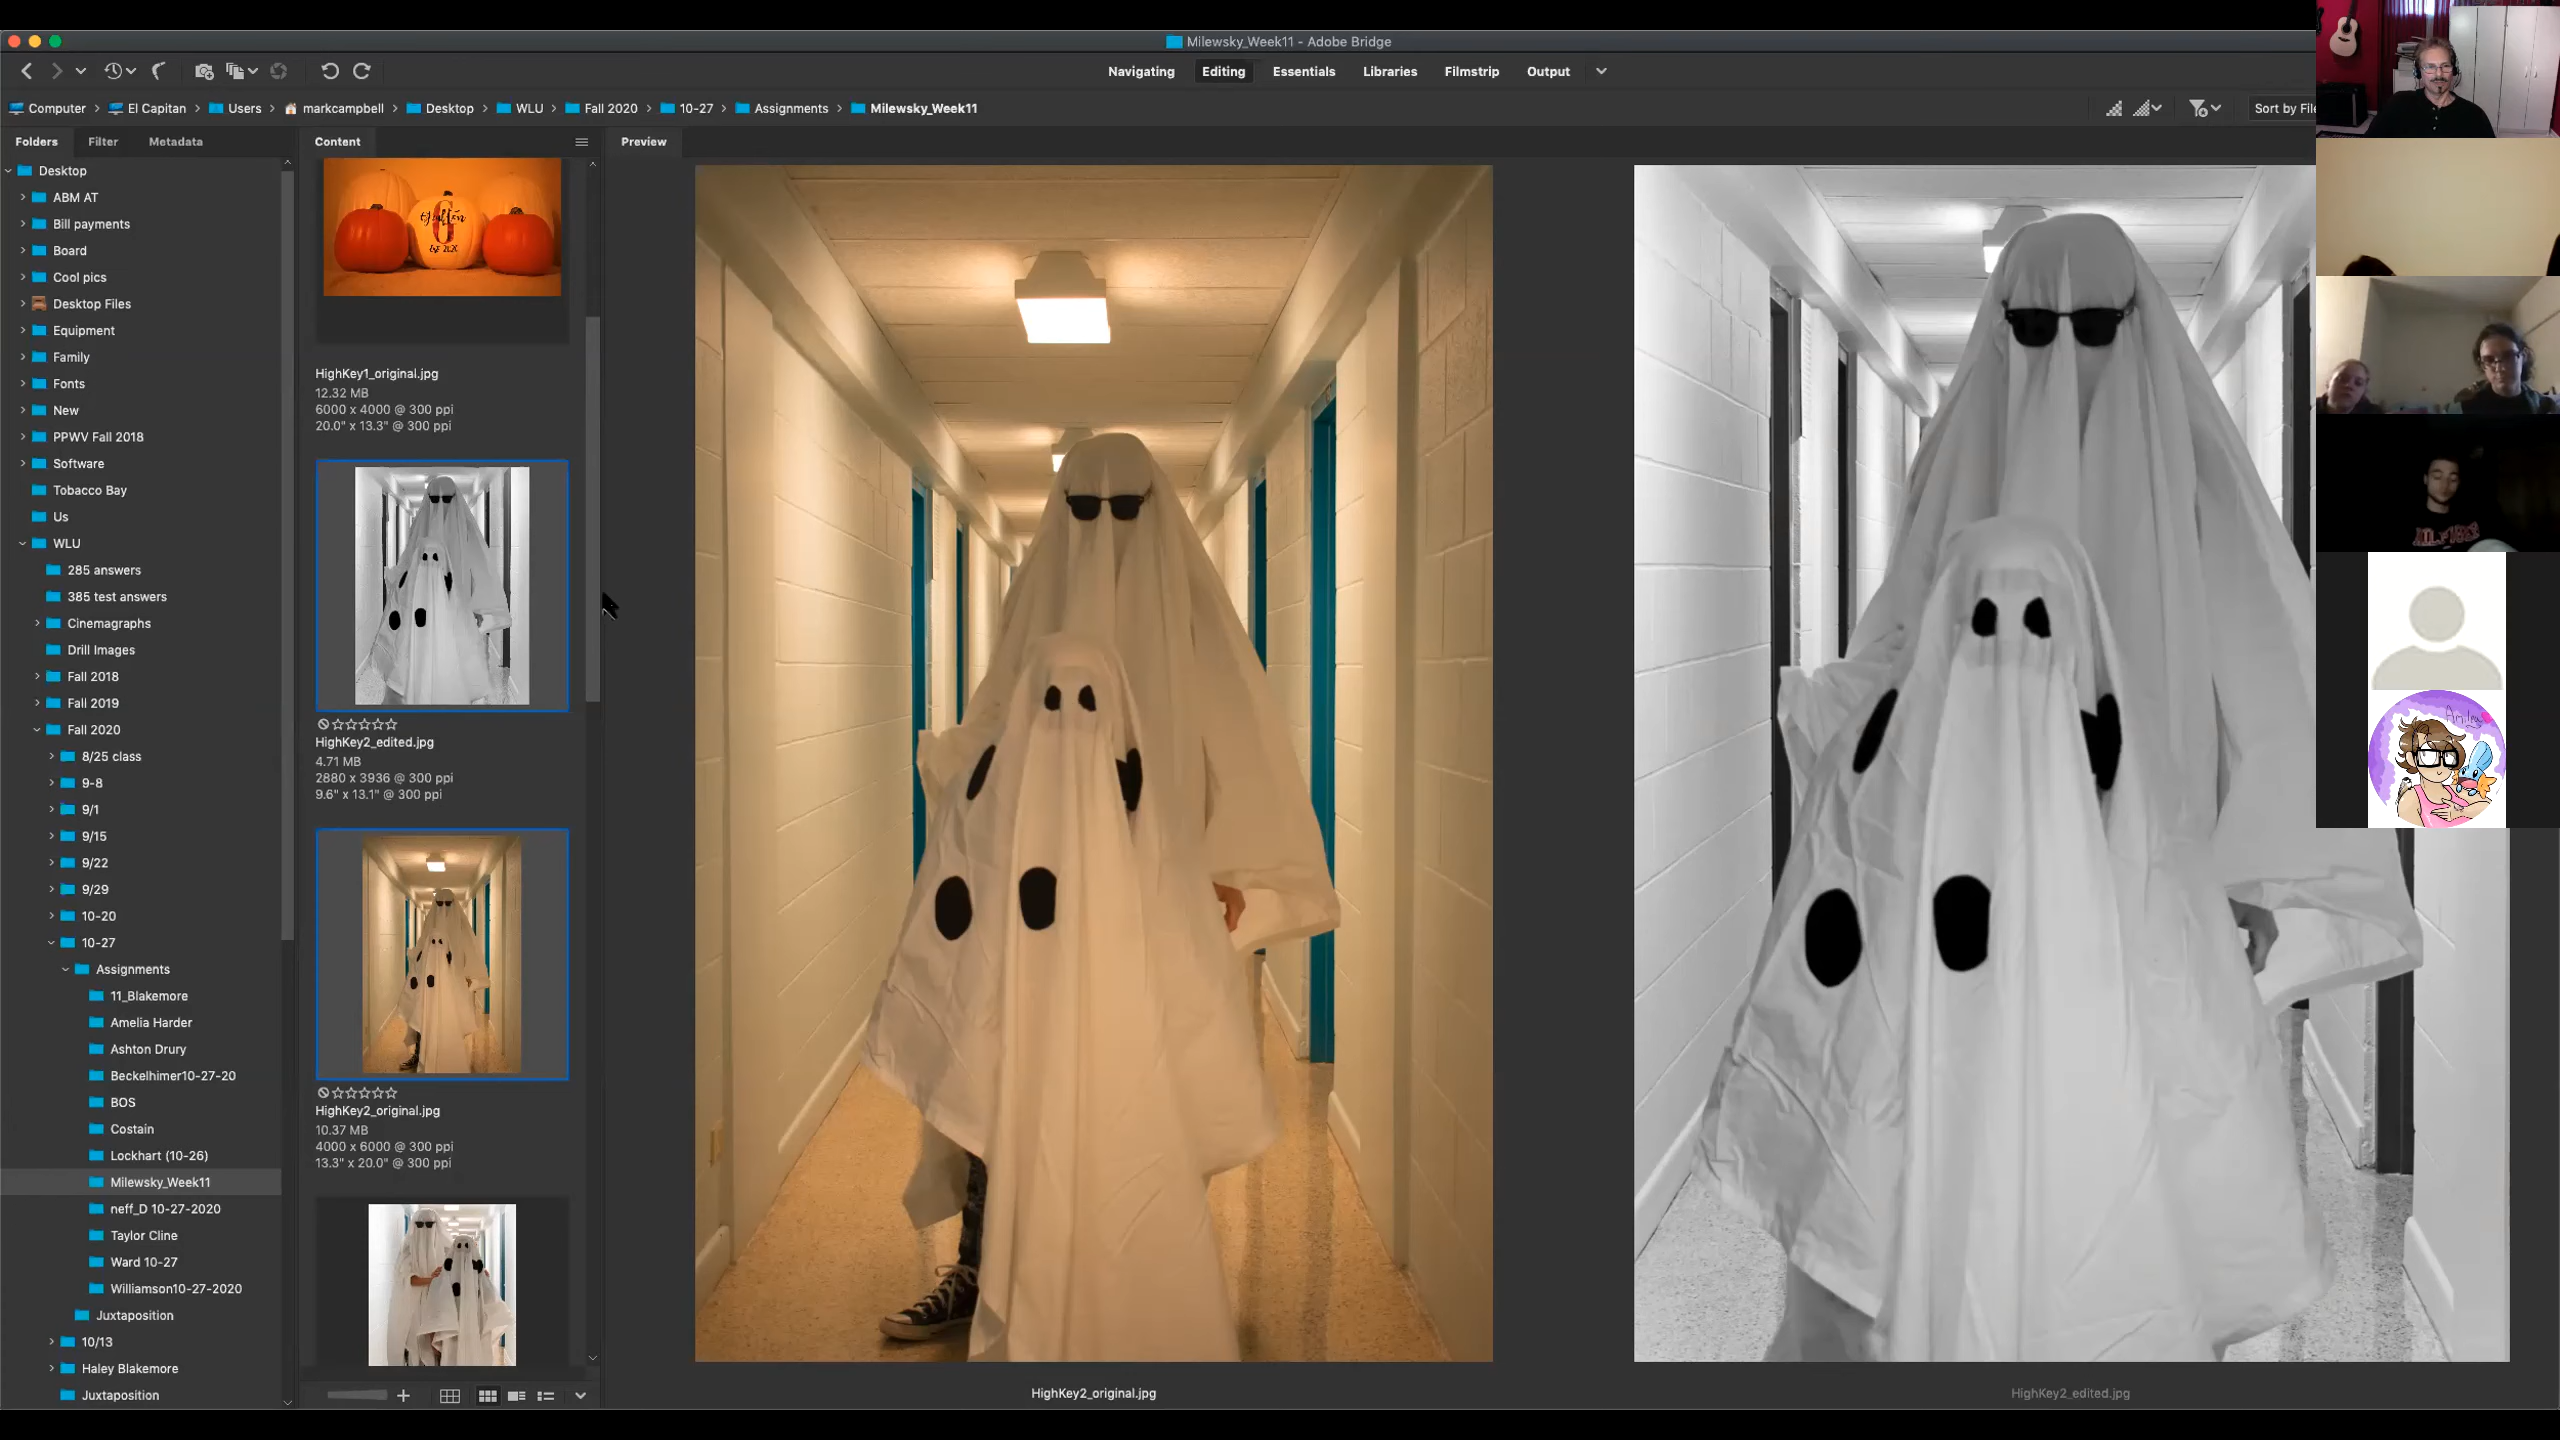 Milewsky_Week11 - Adobe Bridge
Navigating
Editing
Essentials
Libraries
Filmstrip
Output
Computer
El Capitan
Users
markcampbell
Desktop
WLU
Fall 2020
10-27
Assignments
Milewsky_Week11
Sort by File
Folders
Filter
Metadata
Content
Preview
Desktop
ABM AT
Bill payments
Board
Cool pics
Desktop Files
Equipment
Family
Fonts
New
PPWV Fall 2018
Software
Tobacco Bay
Us
WLU
285 answers
385 test answers
Cinemagraphs
Drill Images
Fall 2018
Fall 2019
Fall 2020
8/25 class
9-8
9/1
9/15
9/22
9/29
10-20
10-27
Assignments
11_Blakemore
Amelia Harder
Ashton Drury
Beckelhimer10-27-20
BOS
Costain
Lockhart (10-26)
Milewsky_Week11
neff_D 10-27-2020
Taylor Cline
Ward 10-27
Williamson10-27-2020
Juxtaposition
10/13
Haley Blakemore
Juxtaposition
G
HighKey1_original.jpg
12.32 MB
6000 x 4000 @ 300 ppi
20.0" x 13.3" @ 300 ppi
HighKey2_edited.jpg
4.71 MB
2880 x 3936 @ 300 ppi
9.6" x 13.1" @ 300 ppi
HighKey2_original.jpg
10.37 MB
4000 x 6000 @ 300 ppi
13.3" x 20.0" @ 300 ppi
HighKey2_original.jpg
HighKey2_edited.jpg